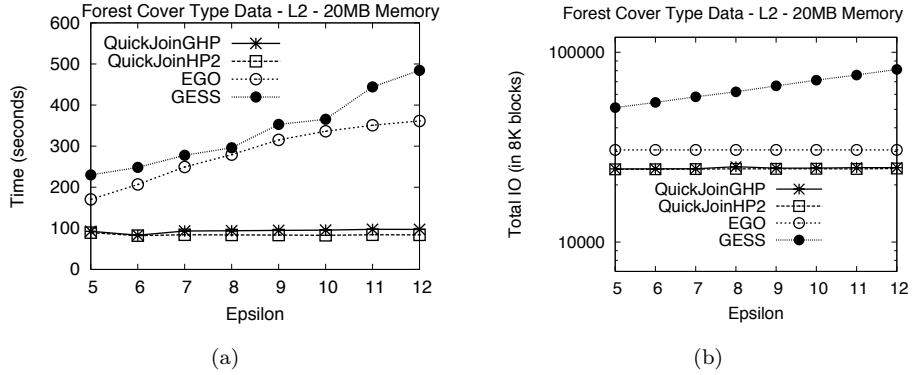 Forest Cover Type Data - L2 - 20MB Memory
600
500
400
300
200
100
0
Time (seconds)
QuickJoinGHP
QuickJoinHP2
EGO
GESS
5 6 7 8 9 10 11 12
Epsilon
(a)
Forest Cover Type Data - L2 - 20MB Memory
100000
10000
Total IO (in 8K blocks)
QuickJoinGHP
QuickJoinHP2
EGO
GESS
5 6 7 8 9 10 11 12
Epsilon
(b)